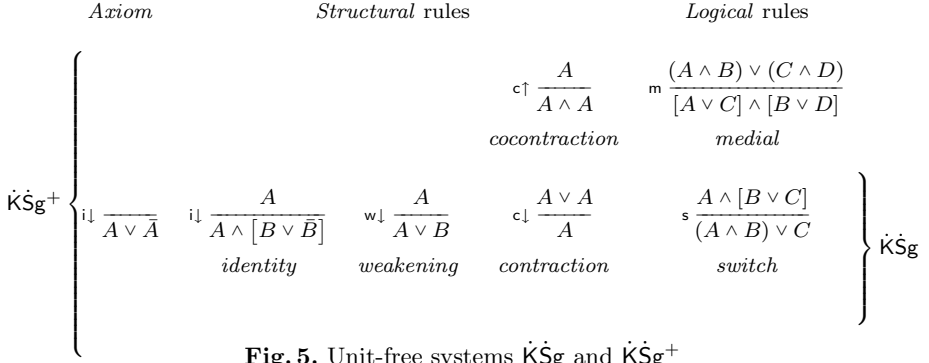 Axiom Structural rules Logical rules
c↑ A / A ∧ A m (A ∧ B) ∨ (C ∧ D) / [A ∨ C] ∧ [B ∨ D]
cocontraction medial
K̇Ṡg⁺ i↓ / A ∨ Ā i↓ A / A ∧ [B ∨ B̄] w↓ A / A ∨ B c↓ A ∨ A / A s A ∧ [B ∨ C] / (A ∧ B) ∨ C K̇Ṡg
identity weakening contraction switch
Fig. 5. Unit-free systems K̇Ṡg and K̇Ṡg⁺